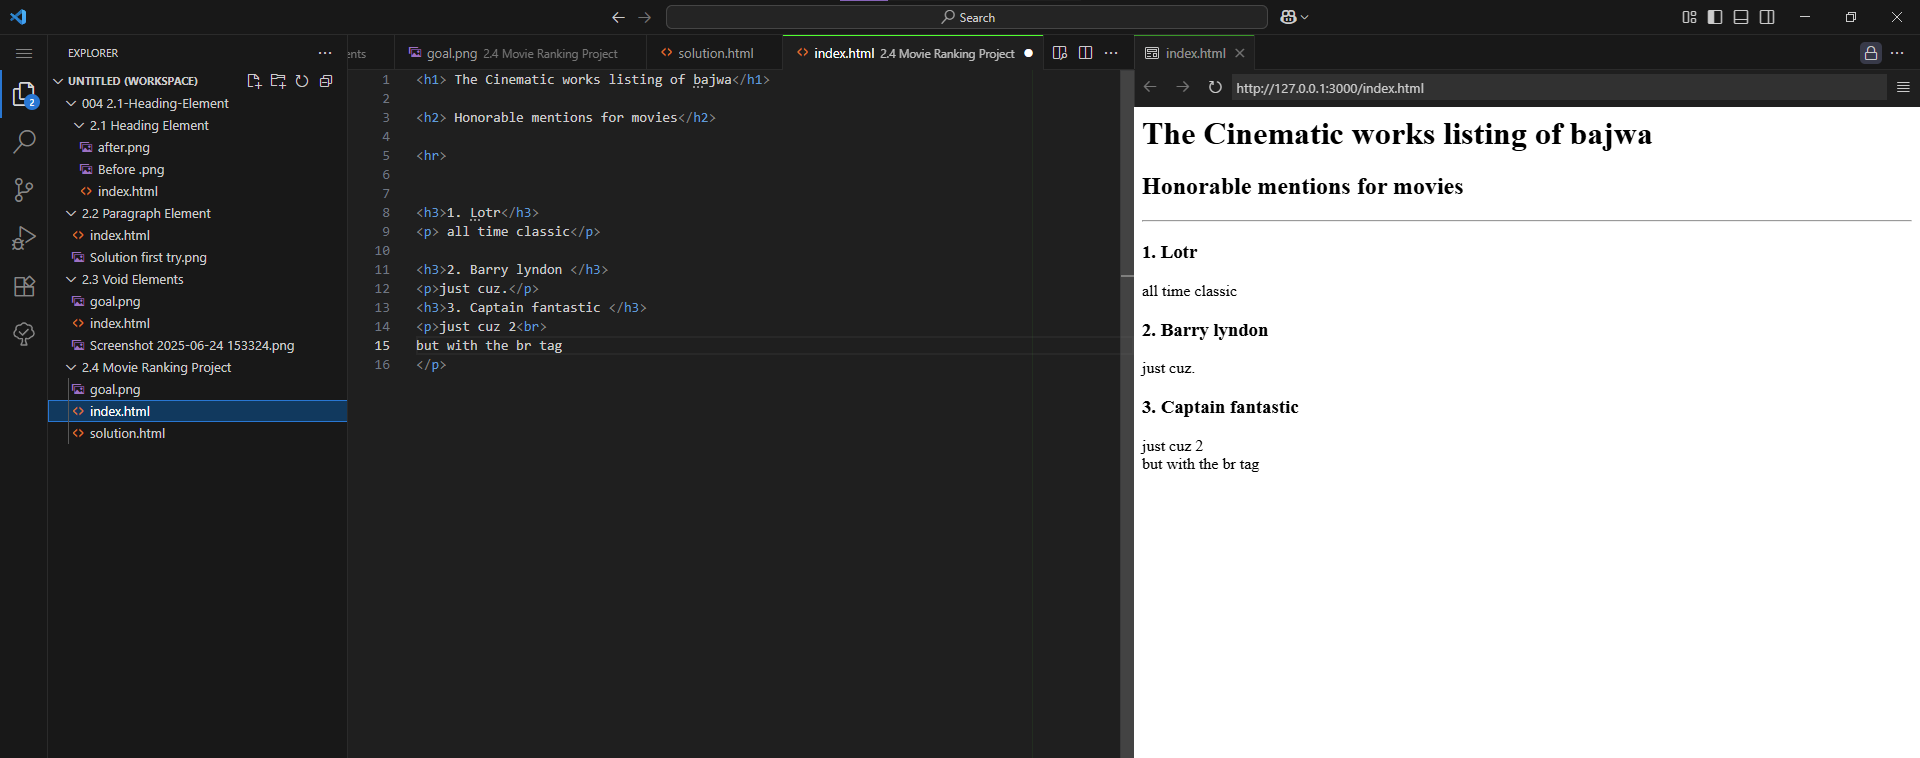 Search
EXPLORER
UNTITLED (WORKSPACE)
004 2.1-Heading-Element
2.1 Heading Element
after.png
Before .png
index.html
2.2 Paragraph Element
index.html
Solution first try.png
2.3 Void Elements
goal.png
index.html
Screenshot 2025-06-24 153324.png
2.4 Movie Ranking Project
goal.png
index.html
solution.html
2
ents
goal.png 2.4 Movie Ranking Project
solution.html
index.html 2.4 Movie Ranking Project
1 <h1> The Cinematic works listing of bajwa</h1>
2
3 <h2> Honorable mentions for movies</h2>
4
5 <hr>
6
7
8 <h3>1. Lotr</h3>
9 <p> all time classic</p>
10
11 <h3>2. Barry lyndon </h3>
12 <p>just cuz.</p>
13 <h3>3. Captain fantastic </h3>
14 <p>just cuz 2<br>
15 but with the br tag
16 </p>
index.html
http://127.0.0.1:3000/index.html
The Cinematic works listing of bajwa
Honorable mentions for movies
1. Lotr
all time classic
2. Barry lyndon
just cuz.
3. Captain fantastic
just cuz 2
but with the br tag